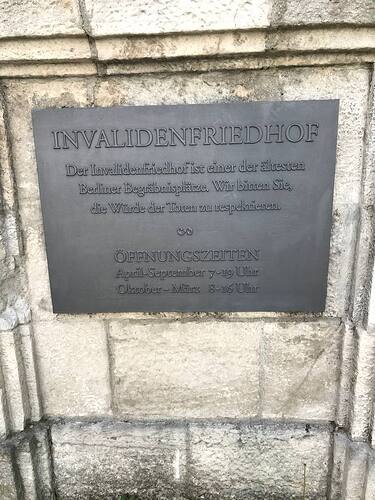 INVALIDENFRIEDHOF
Der Invalidenfriedhof ist einer der ältesten
Berliner Begräbnisplätze. Wir bitten Sie,
die Würde der Toten zu respektieren.
ÖFFNUNGSZEITEN
April-September 7-19 Uhr
Oktober – März 8-16 Uhr